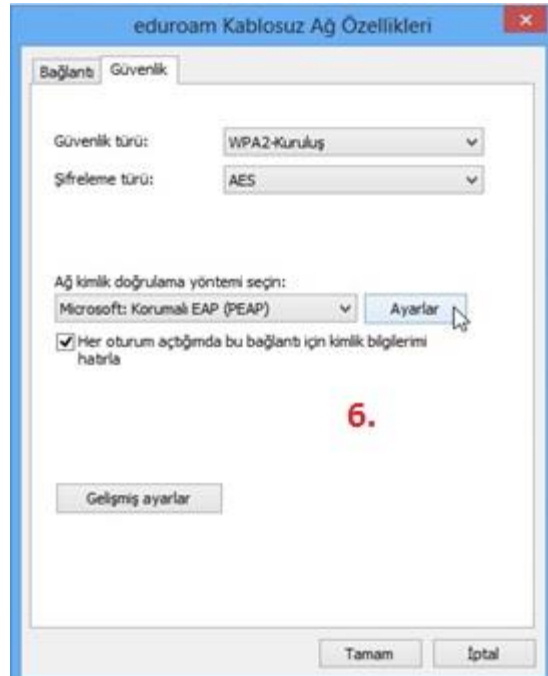 eduroam Kablosuz Ağ Özellikleri
Bağlantı Güvenlik
Güvenlik türü: WPA2-Kuruluş
Şifreleme türü: AES
Ağ kimlik doğrulama yöntemi seçin:
Microsoft: Korumalı EAP (PEAP) Ayarlar
Her oturum açtığımda bu bağlantı için kimlik bilgilerimi
hatırla
6.
Gelişmiş ayarlar
Tamam İptal